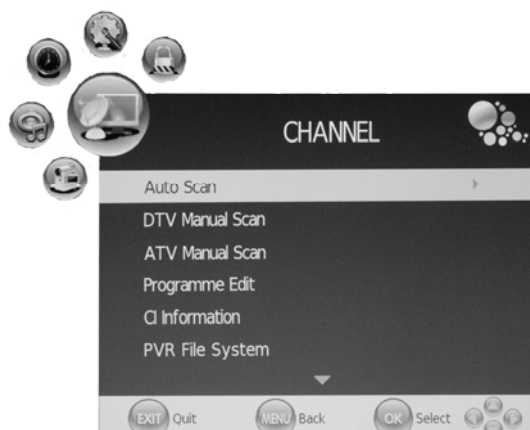 CHANNEL
Auto Scan
DTV Manual Scan
ATV Manual Scan
Programme Edit
CI Information
PVR File System
EXIT Quit MENU Back OK Select